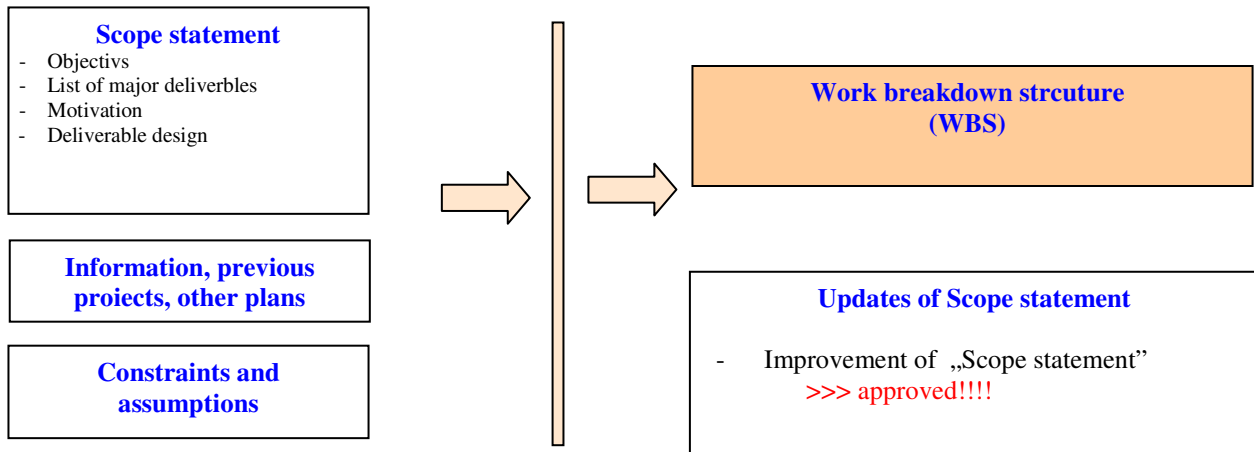 Scope statement
- Objectivs
- List of major deliverbles
- Motivation
- Deliverable design
Information, previous
proiects, other plans
Constraints and
assumptions
Work breakdown strcuture
(WBS)
Updates of Scope statement
- Improvement of „Scope statement”
>>> approved!!!!